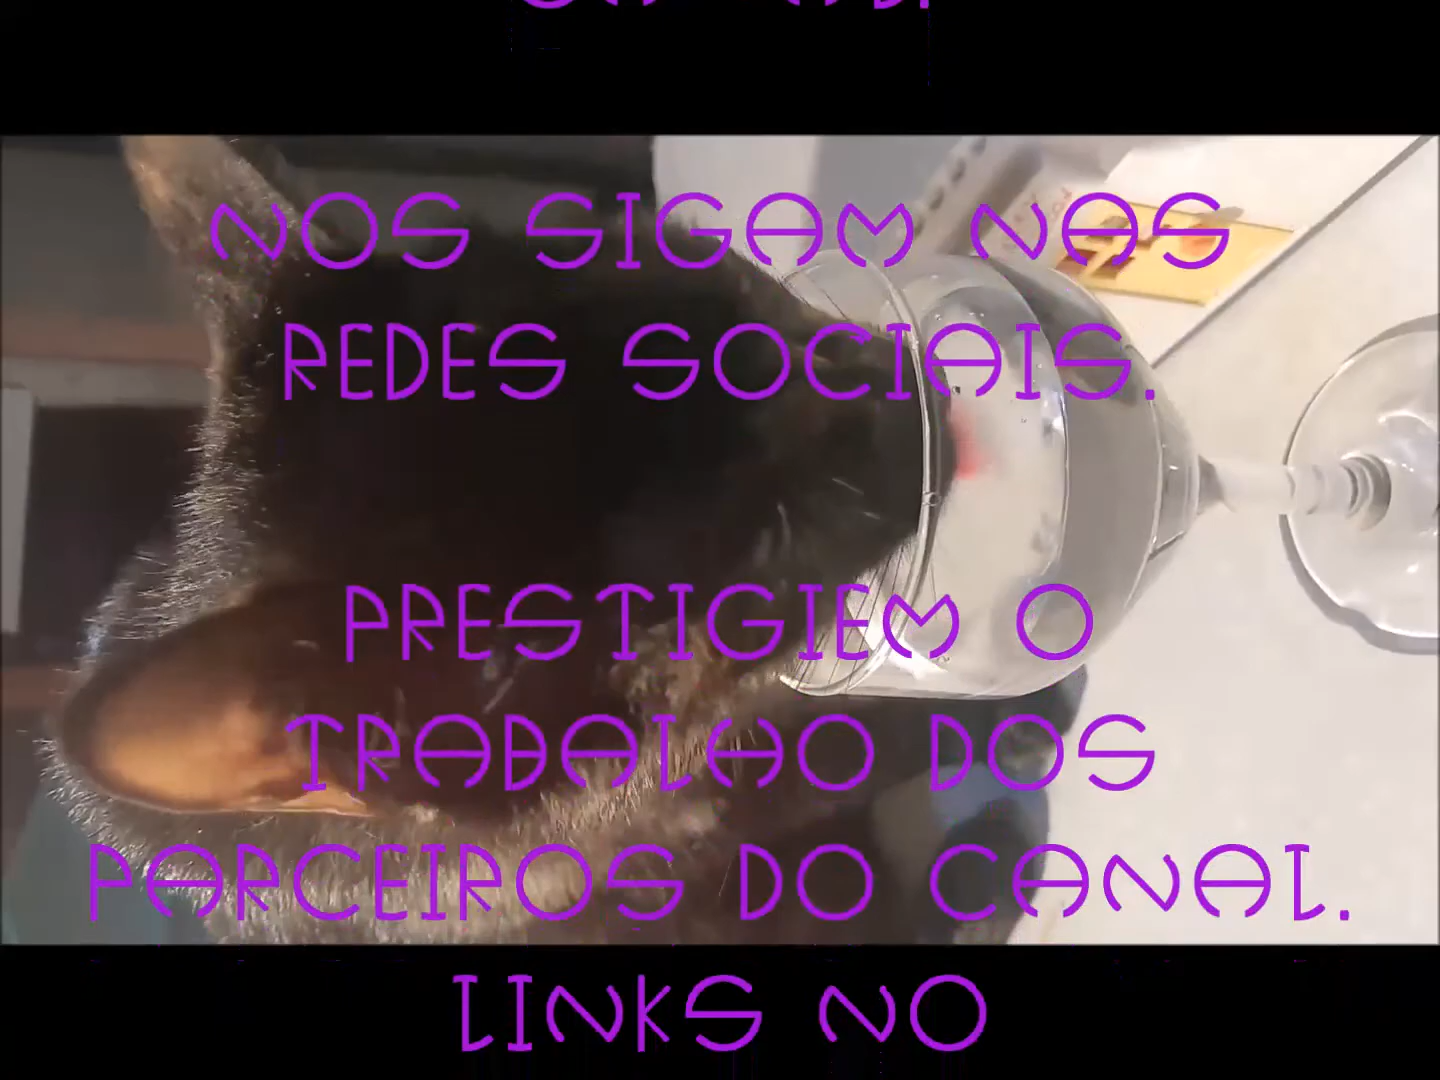 NOS SIGAM NAS
REDES SOCIAIS.
PRESTIGIEM O
TRABALHO DOS
PARCEIROS DO CANAL.
LINKS NO